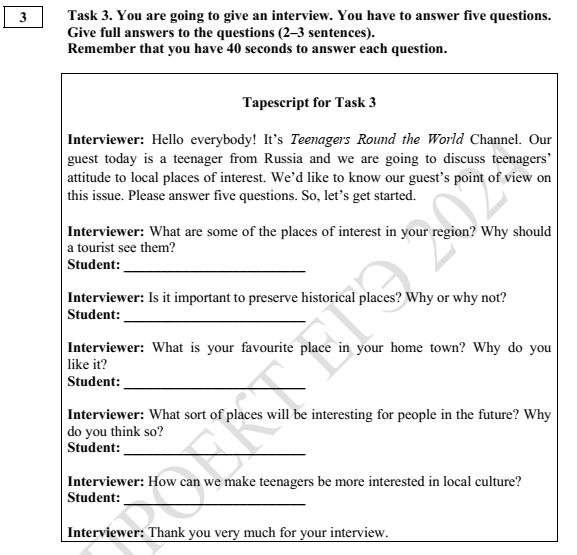 3
Task 3. You are going to give an interview. You have to answer five questions.
Give full answers to the questions (2–3 sentences).
Remember that you have 40 seconds to answer each question.
Tapescript for Task 3
Interviewer: Hello everybody! It's Teenagers Round the World Channel. Our
guest today is a teenager from Russia and we are going to discuss teenagers'
attitude to local places of interest. We'd like to know our guest's point of view on
this issue. Please answer five questions. So, let's get started.
Interviewer: What are some of the places of interest in your region? Why should
a tourist see them?
Student: __________________________
Interviewer: Is it important to preserve historical places? Why or why not?
Student: __________________________
Interviewer: What is your favourite place in your home town? Why do you
like it?
Student: __________________________
Interviewer: What sort of places will be interesting for people in the future? Why
do you think so?
Student: __________________________
Interviewer: How can we make teenagers be more interested in local culture?
Student: __________________________
Interviewer: Thank you very much for your interview.
ПРОЕКТ ЕГЭ 2024